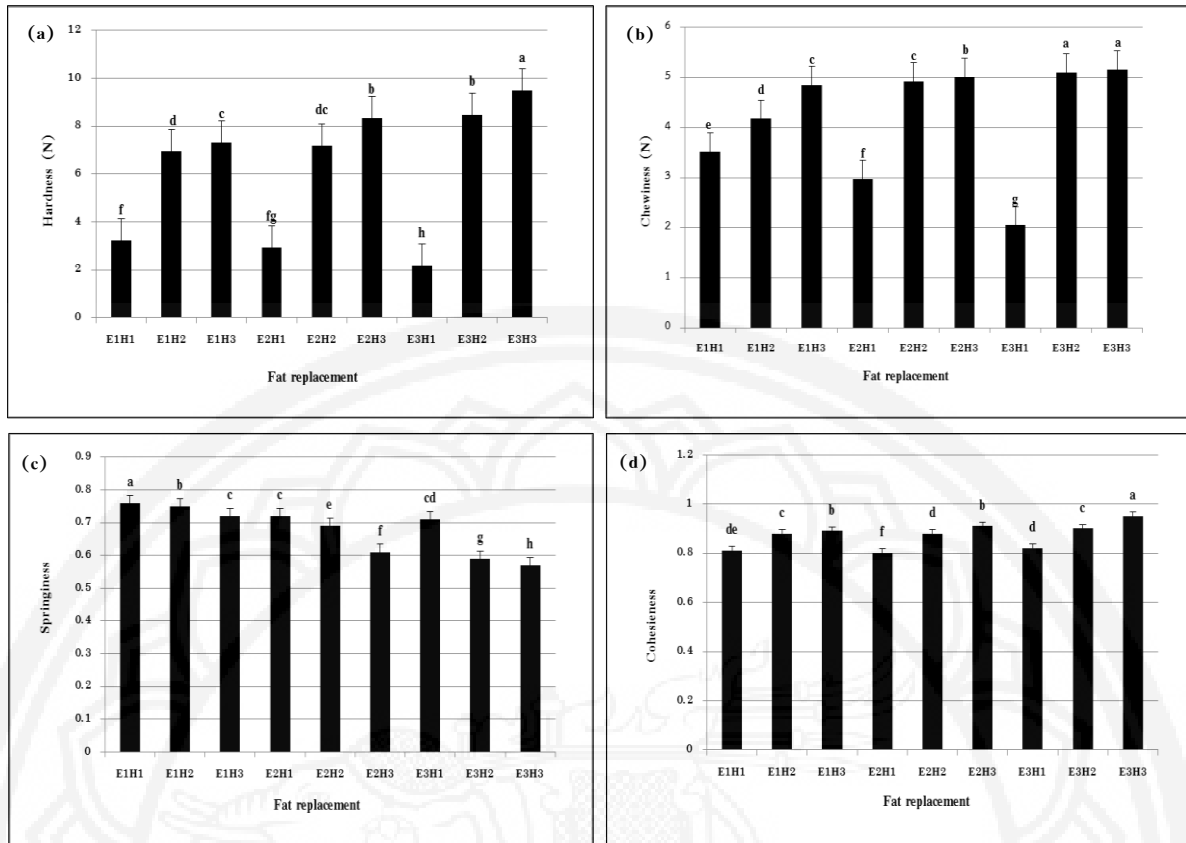 (a)
Hardness (N)
12
10
8
6
4
2
0
f
d
c
fg
dc
b
h
b
a
E1H1 E1H2 E1H3 E2H1 E2H2 E2H3 E3H1 E3H2 E3H3
Fat replacement
(b)
Chewiness (N)
6
5
4
3
2
1
0
e
d
c
f
c
b
g
a
a
E1H1 E1H2 E1H3 E2H1 E2H2 E2H3 E3H1 E3H2 E3H3
Fat replacement
(c)
Springiness
0.9
0.8
0.7
0.6
0.5
0.4
0.3
0.2
0.1
0
a
b
c
c
e
f
cd
g
h
E1H1 E1H2 E1H3 E2H1 E2H2 E2H3 E3H1 E3H2 E3H3
Fat replacement
(d)
Cohesieness
1.2
1
0.8
0.6
0.4
0.2
0
de
c
b
f
d
b
d
c
a
E1H1 E1H2 E1H3 E2H1 E2H2 E2H3 E3H1 E3H2 E3H3
Fat replacement